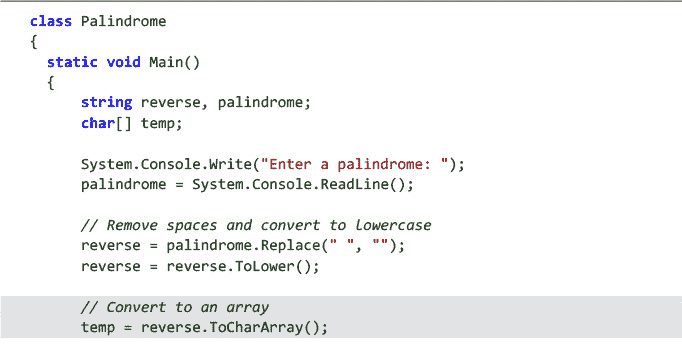 class Palindrome
{
static void Main()
{
string reverse, palindrome;
char[] temp;
System.Console.Write("Enter a palindrome: ");
palindrome = System.Console.ReadLine();
// Remove spaces and convert to lowercase
reverse = palindrome.Replace(" ", "");
reverse = reverse.ToLower();
// Convert to an array
temp = reverse.ToCharArray();